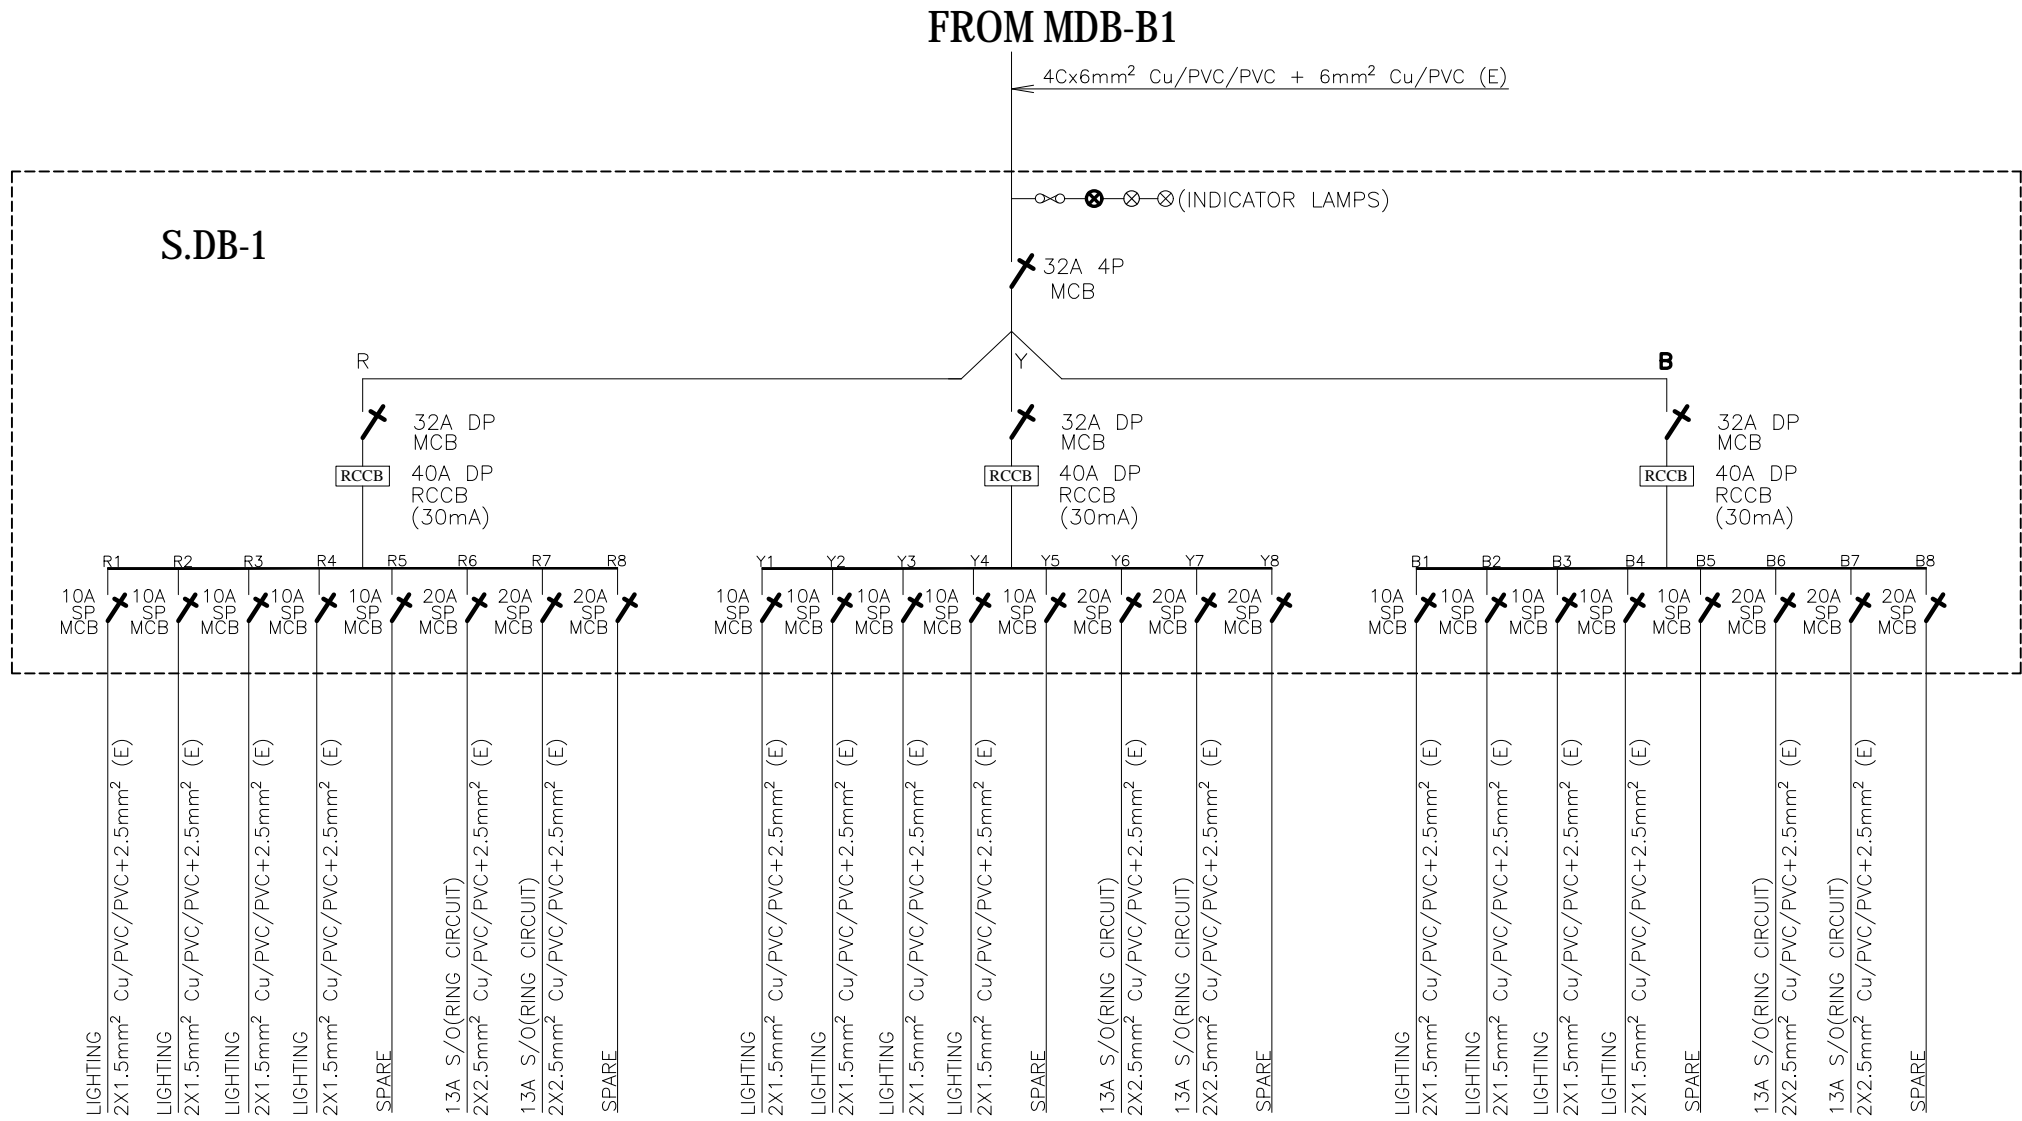 FROM MDB-B1
4Cx6mm² Cu/PVC/PVC + 6mm² Cu/PVC (E)
(INDICATOR LAMPS)
S.DB-1
32A 4P
MCB
R
Y
B
32A DP
MCB
RCCB
40A DP
RCCB
(30mA)
32A DP
MCB
RCCB
40A DP
RCCB
(30mA)
32A DP
MCB
RCCB
40A DP
RCCB
(30mA)
R1 R2 R3 R4 R5 R6 R7 R8
10A 10A 10A 10A 10A 20A 20A 20A
SP SP SP SP SP SP SP SP
MCB MCB MCB MCB MCB MCB MCB MCB
Y1 Y2 Y3 Y4 Y5 Y6 Y7 Y8
10A 10A 10A 10A 10A 20A 20A 20A
SP SP SP SP SP SP SP SP
MCB MCB MCB MCB MCB MCB MCB MCB
B1 B2 B3 B4 B5 B6 B7 B8
10A 10A 10A 10A 10A 20A 20A 20A
SP SP SP SP SP SP SP SP
MCB MCB MCB MCB MCB MCB MCB MCB
LIGHTING
2X1.5mm² Cu/PVC/PVC+2.5mm² (E)
LIGHTING
2X1.5mm² Cu/PVC/PVC+2.5mm² (E)
LIGHTING
2X1.5mm² Cu/PVC/PVC+2.5mm² (E)
LIGHTING
2X1.5mm² Cu/PVC/PVC+2.5mm² (E)
SPARE
13A S/O(RING CIRCUIT)
2X2.5mm² Cu/PVC/PVC+2.5mm² (E)
13A S/O(RING CIRCUIT)
2X2.5mm² Cu/PVC/PVC+2.5mm² (E)
SPARE
LIGHTING
2X1.5mm² Cu/PVC/PVC+2.5mm² (E)
LIGHTING
2X1.5mm² Cu/PVC/PVC+2.5mm² (E)
LIGHTING
2X1.5mm² Cu/PVC/PVC+2.5mm² (E)
LIGHTING
2X1.5mm² Cu/PVC/PVC+2.5mm² (E)
SPARE
13A S/O(RING CIRCUIT)
2X2.5mm² Cu/PVC/PVC+2.5mm² (E)
13A S/O(RING CIRCUIT)
2X2.5mm² Cu/PVC/PVC+2.5mm² (E)
SPARE
LIGHTING
2X1.5mm² Cu/PVC/PVC+2.5mm² (E)
LIGHTING
2X1.5mm² Cu/PVC/PVC+2.5mm² (E)
LIGHTING
2X1.5mm² Cu/PVC/PVC+2.5mm² (E)
LIGHTING
2X1.5mm² Cu/PVC/PVC+2.5mm² (E)
SPARE
13A S/O(RING CIRCUIT)
2X2.5mm² Cu/PVC/PVC+2.5mm² (E)
13A S/O(RING CIRCUIT)
2X2.5mm² Cu/PVC/PVC+2.5mm² (E)
SPARE